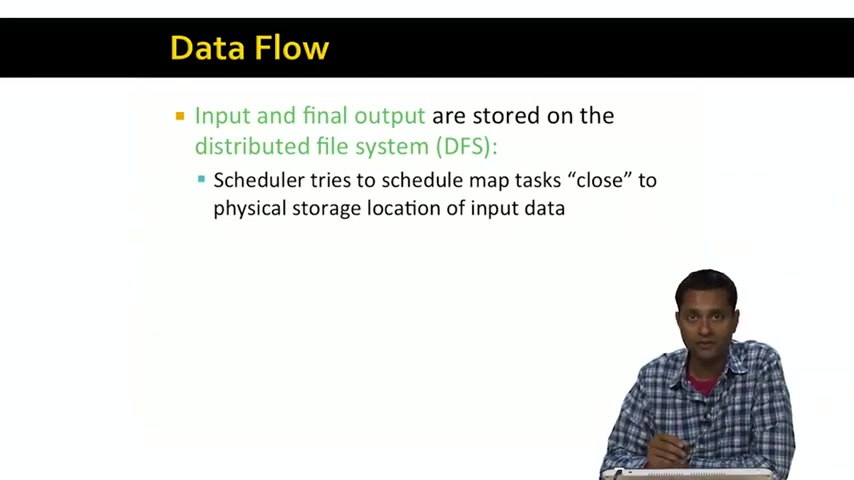 Data Flow
Input and final output are stored on the
distributed file system (DFS):
Scheduler tries to schedule map tasks “close” to
physical storage location of input data